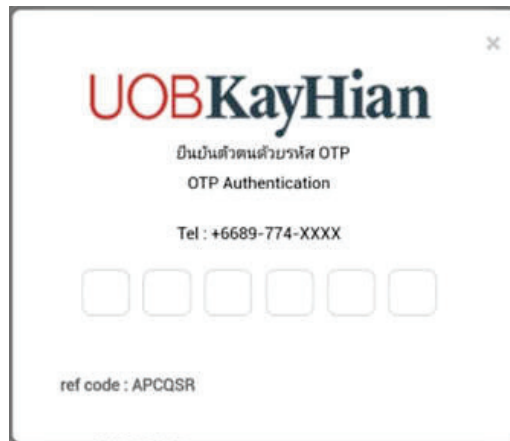 UOBKayHian
ยืนยันตัวตนด้วยรหัส OTP
OTP Authentication
Tel : +6689-774-XXXX
ref code : APCQSR